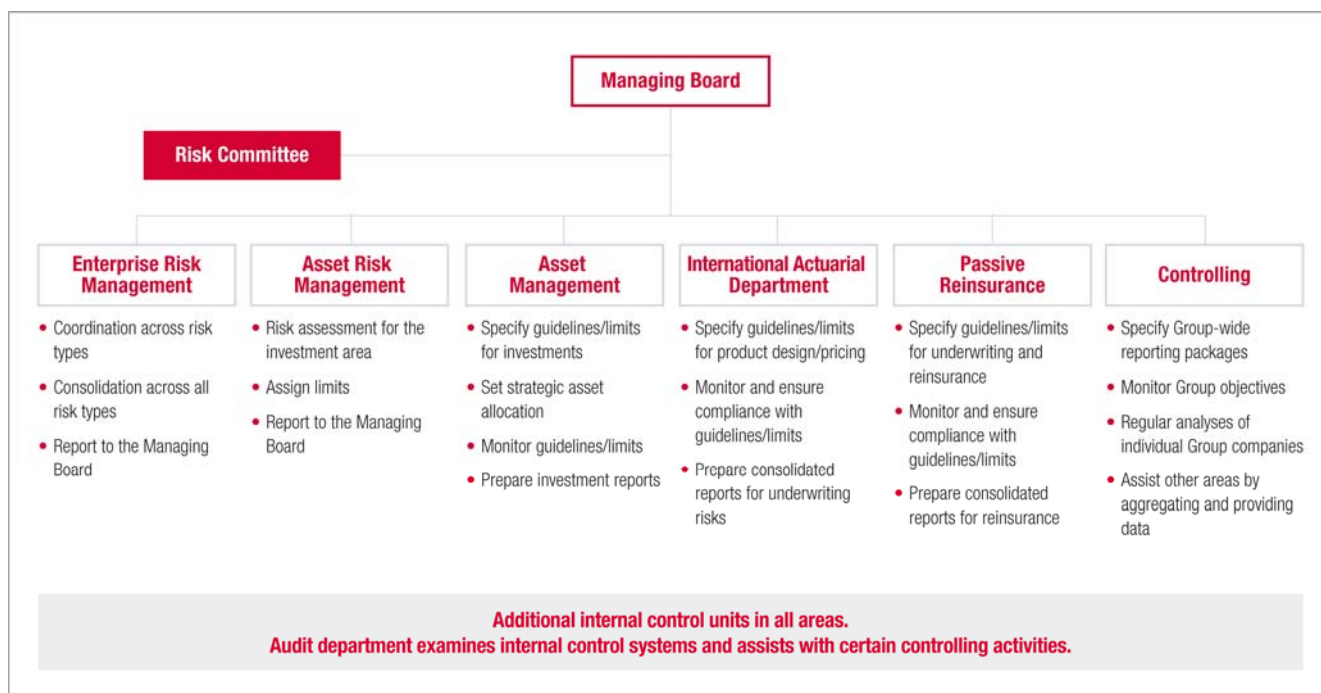 Managing Board
Risk Committee
Enterprise Risk
Management
• Coordination across risk
types
• Consolidation across all
risk types
• Report to the Managing
Board
Asset Risk
Management
• Risk assessment for the
investment area
• Assign limits
• Report to the Managing
Board
Asset
Management
• Specify guidelines/limits
for investments
• Set strategic asset
allocation
• Monitor guidelines/limits
• Prepare investment reports
International Actuarial
Department
• Specify guidelines/limits
for product design/pricing
• Monitor and ensure
compliance with
guidelines/limits
• Prepare consolidated
reports for underwriting
risks
Passive
Reinsurance
• Specify guidelines/limits
for underwriting and
reinsurance
• Monitor and ensure
compliance with
guidelines/limits
• Prepare consolidated
reports for reinsurance
Controlling
• Specify Group-wide
reporting packages
• Monitor Group objectives
• Regular analyses of
individual Group companies
• Assist other areas by
aggregating and providing
data
Additional internal control units in all areas.
Audit department examines internal control systems and assists with certain controlling activities.